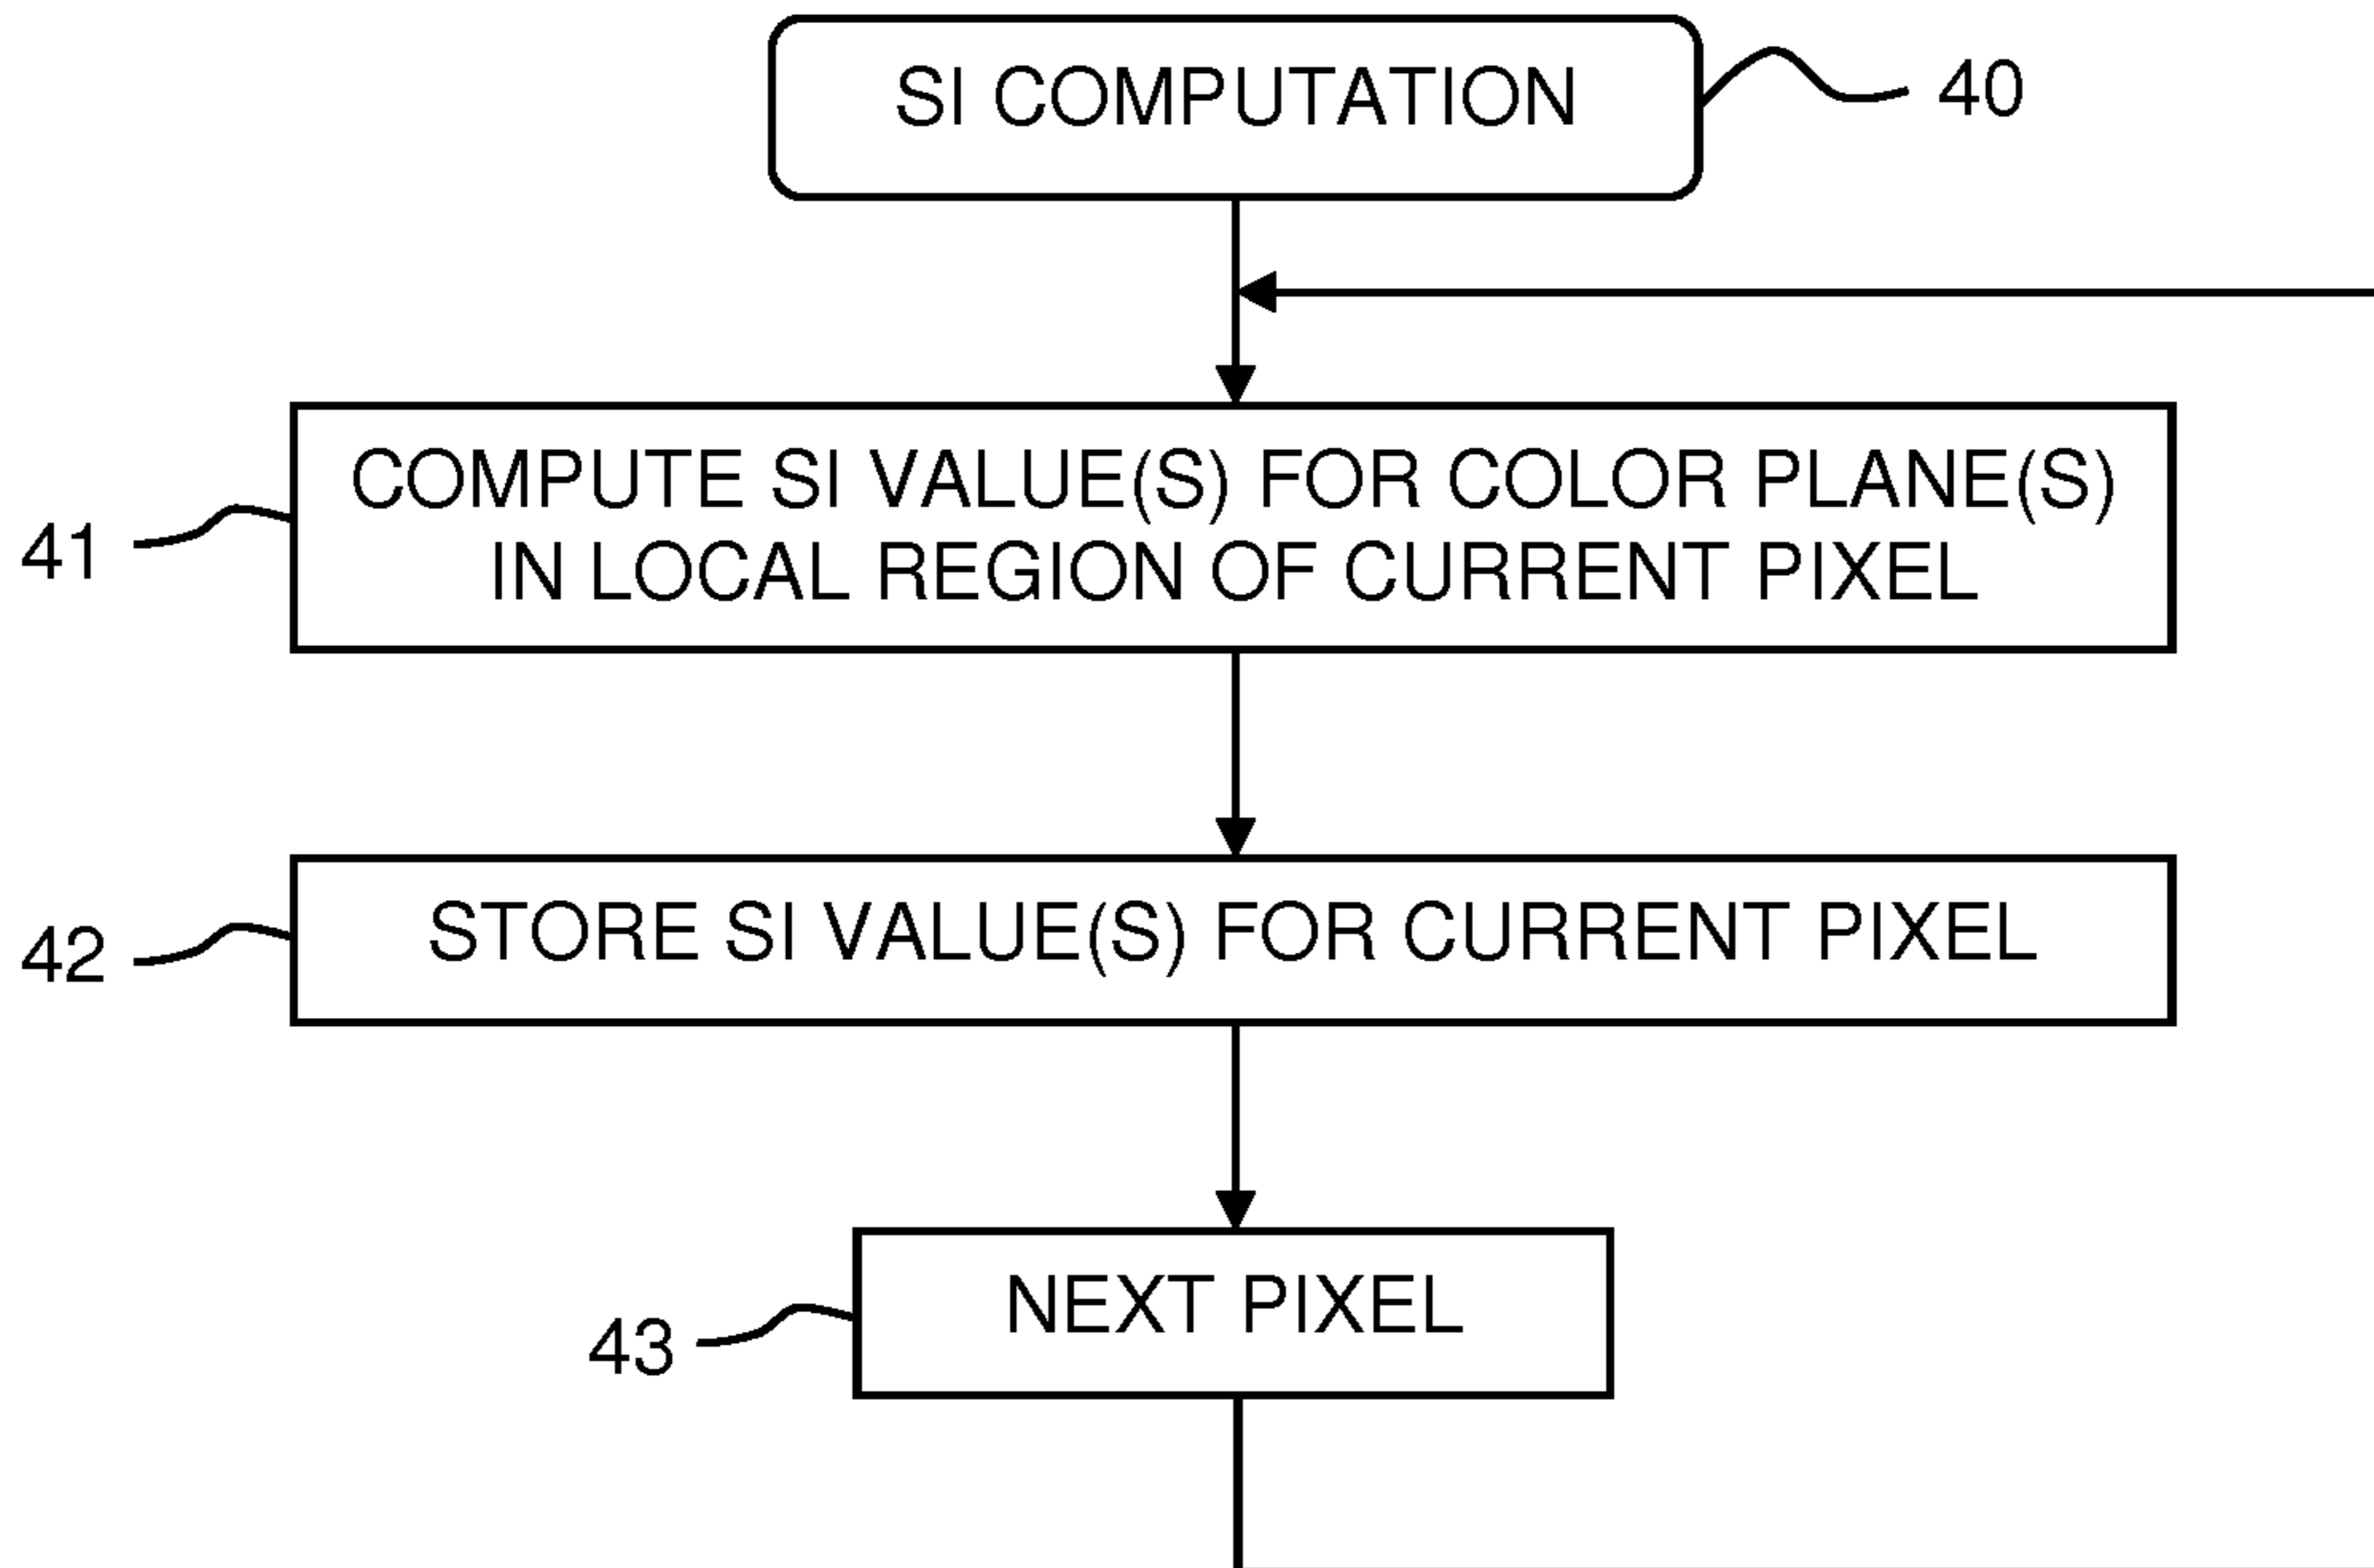 SI COMPUTATION
40
COMPUTE SI VALUE(S) FOR COLOR PLANE(S)
IN LOCAL REGION OF CURRENT PIXEL
41
STORE SI VALUE(S) FOR CURRENT PIXEL
42
NEXT PIXEL
43